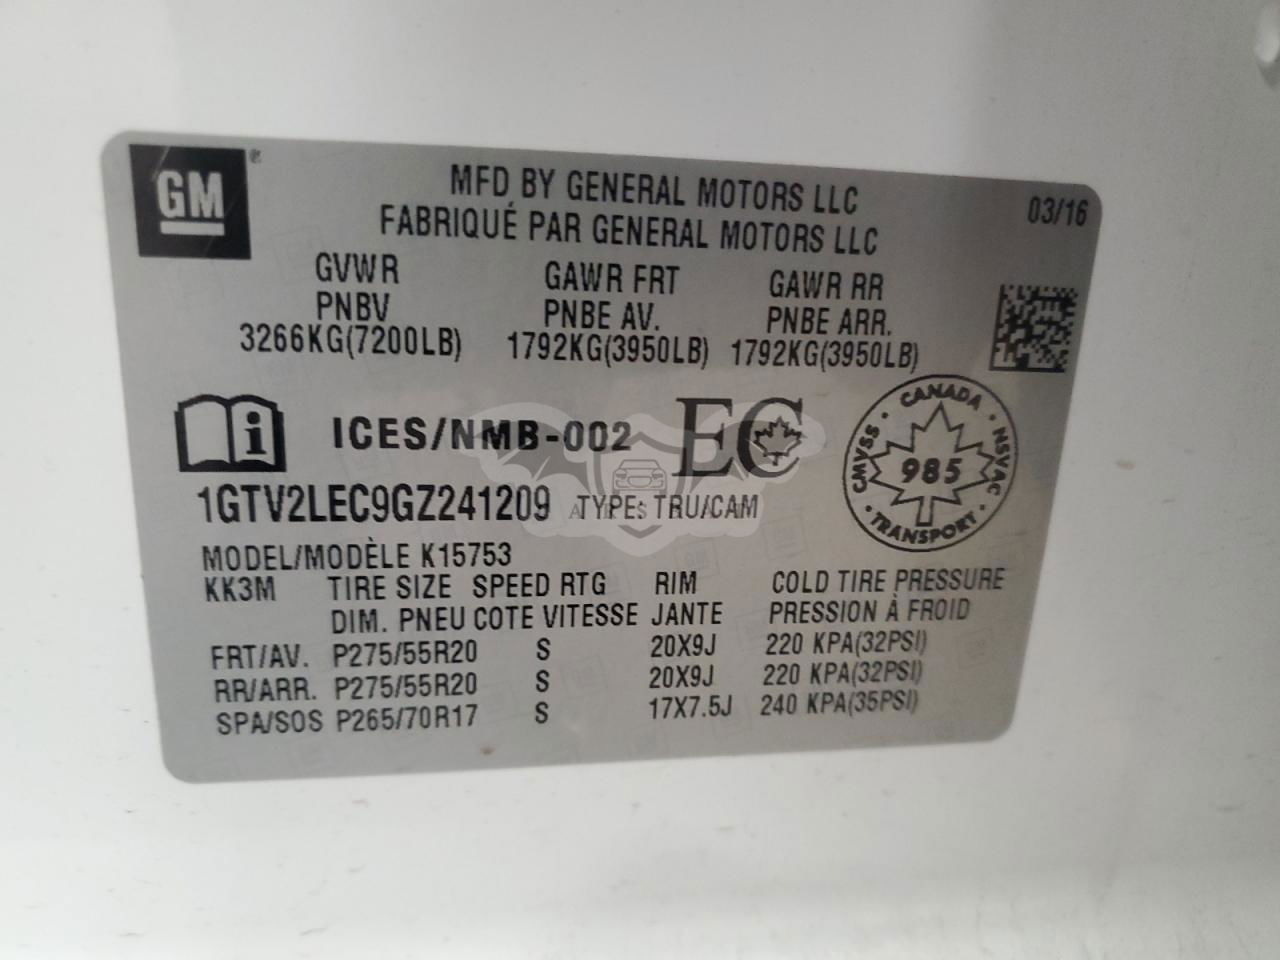 GM
MFD BY GENERAL MOTORS LLC
FABRIQUÉ PAR GENERAL MOTORS LLC
03/16
GVWR GAWR FRT GAWR RR
PNBV PNBE AV. PNBE ARR.
3266KG(7200LB) 1792KG(3950LB) 1792KG(3950LB)
ICES/NMB-002 EC
CANADA
CMVSS 985 NSVAC
TRANSPORT
1GTV2LEC9GZ241209 TYPE: TRU/CAM
MODEL/MODÈLE K15753
KK3M TIRE SIZE SPEED RTG RIM COLD TIRE PRESSURE
DIM. PNEU COTE VITESSE JANTE PRESSION À FROID
FRT/AV. P275/55R20 S 20X9J 220 KPA(32PSI)
RR/ARR. P275/55R20 S 20X9J 220 KPA(32PSI)
SPA/SOS P265/70R17 S 17X7.5J 240 KPA(35PSI)